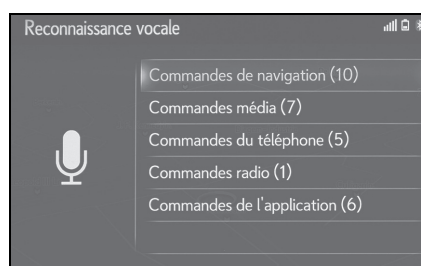 Reconnaissance vocale
Commandes de navigation (10)
Commandes média (7)
Commandes du téléphone (5)
Commandes radio (1)
Commandes de l'application (6)